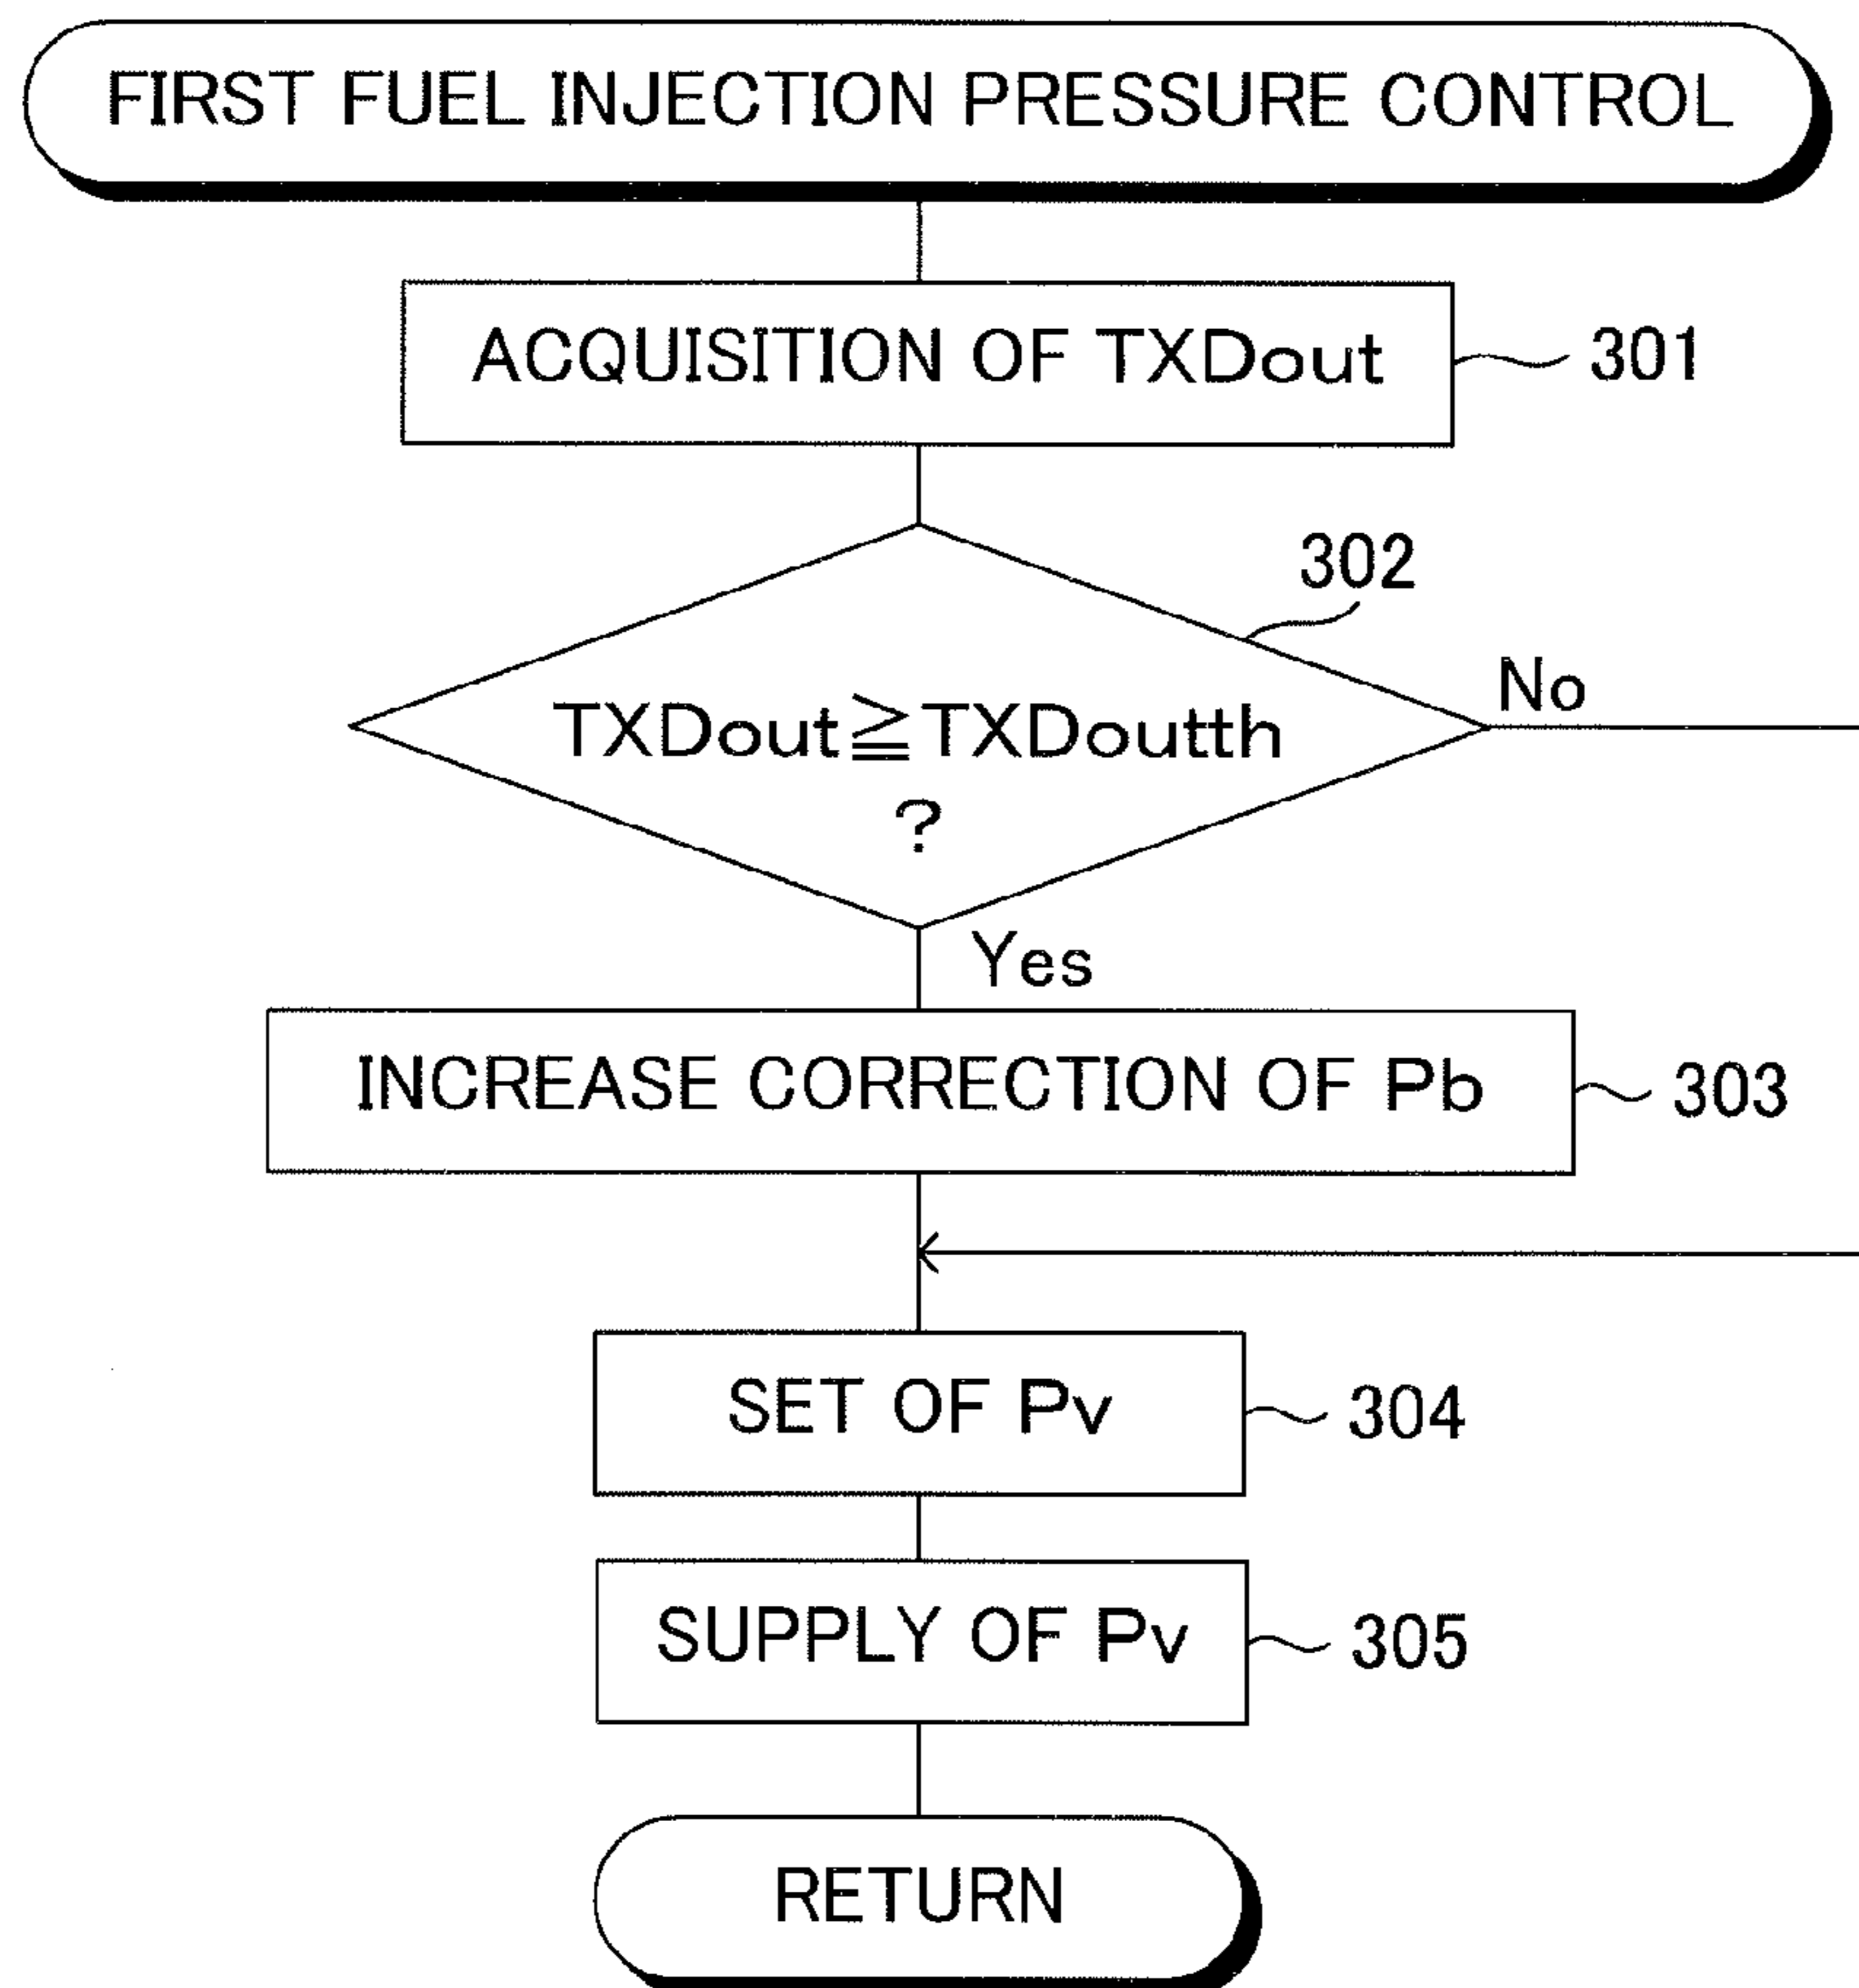 FIRST FUEL INJECTION PRESSURE CONTROL
ACQUISITION OF TXDout
301
302
TXDout≧TXDoutth
?
No
Yes
INCREASE CORRECTION OF Pb
303
SET OF Pv
304
SUPPLY OF Pv
305
RETURN